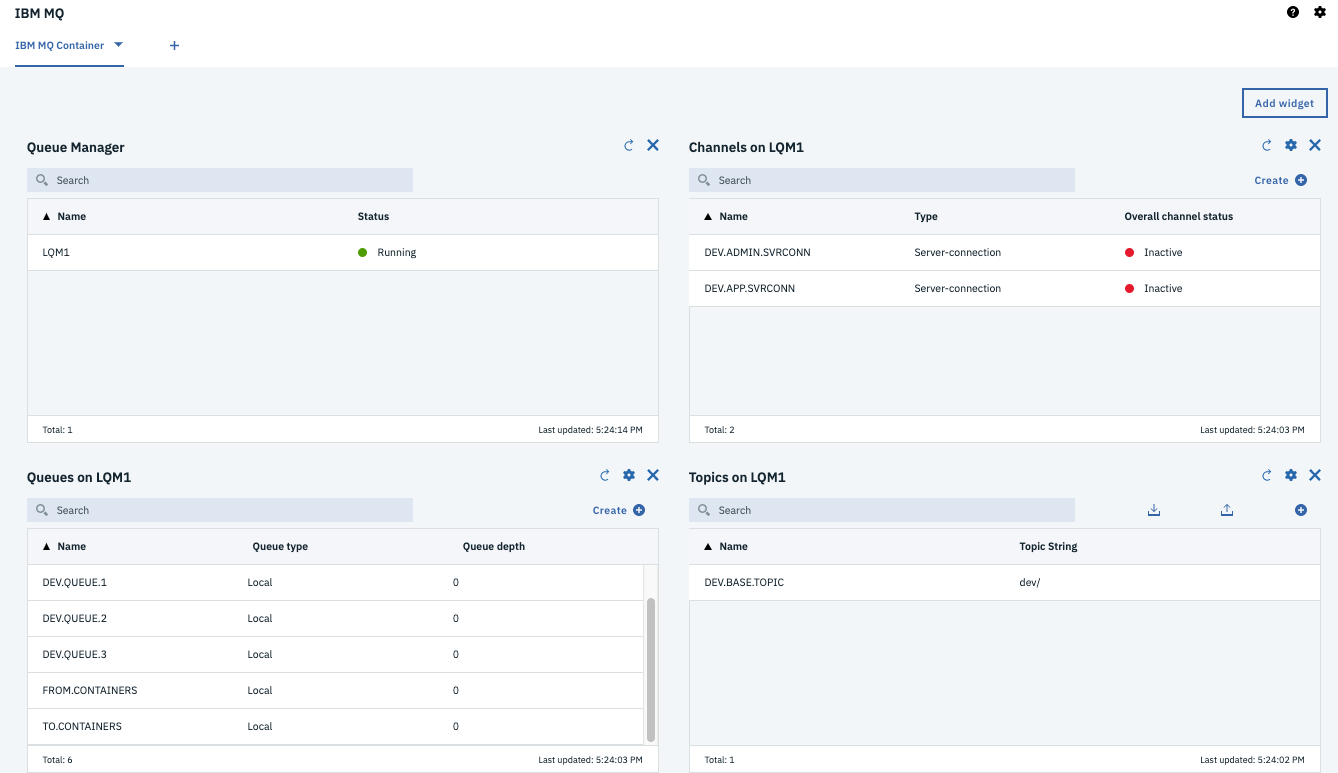 IBM MQ
IBM MQ Container
Add widget
Queue Manager
Search
Name Status
LQM1 Running
Total: 1 Last updated: 5:24:14 PM
Channels on LQM1
Search Create
Name Type Overall channel status
DEV.ADMIN.SVRCONN Server-connection Inactive
DEV.APP.SVRCONN Server-connection Inactive
Total: 2 Last updated: 5:24:03 PM
Queues on LQM1
Search Create
Name Queue type Queue depth
DEV.QUEUE.1 Local 0
DEV.QUEUE.2 Local 0
DEV.QUEUE.3 Local 0
FROM.CONTAINERS Local 0
TO.CONTAINERS Local 0
Total: 6 Last updated: 5:24:03 PM
Topics on LQM1
Search
Name Topic String
DEV.BASE.TOPIC dev/
Total: 1 Last updated: 5:24:02 PM